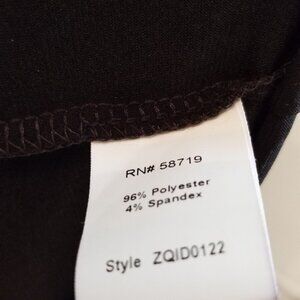 RN# 58719
96% Polyester
4% Spandex
Style ZQID0122